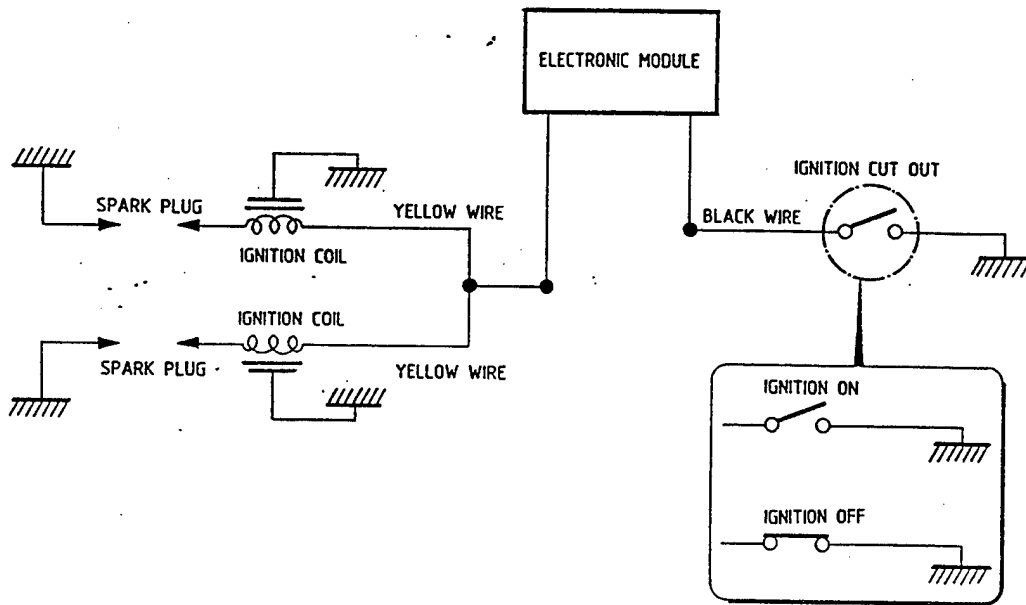 ELECTRONIC MODULE
IGNITION CUT OUT
SPARK PLUG
YELLOW WIRE
BLACK WIRE
IGNITION COIL
IGNITION COIL
SPARK PLUG
YELLOW WIRE
IGNITION ON
IGNITION OFF